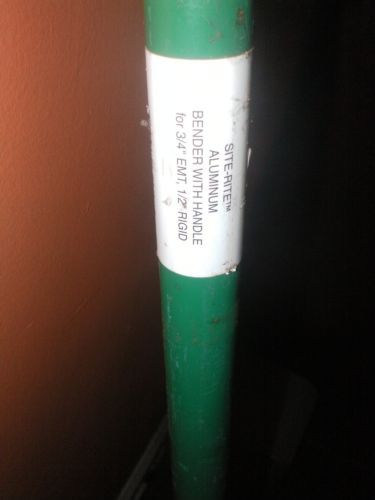 SITE-RITE™
ALUMINUM
BENDER WITH HANDLE
for 3/4" EMT, 1/2" RIGID